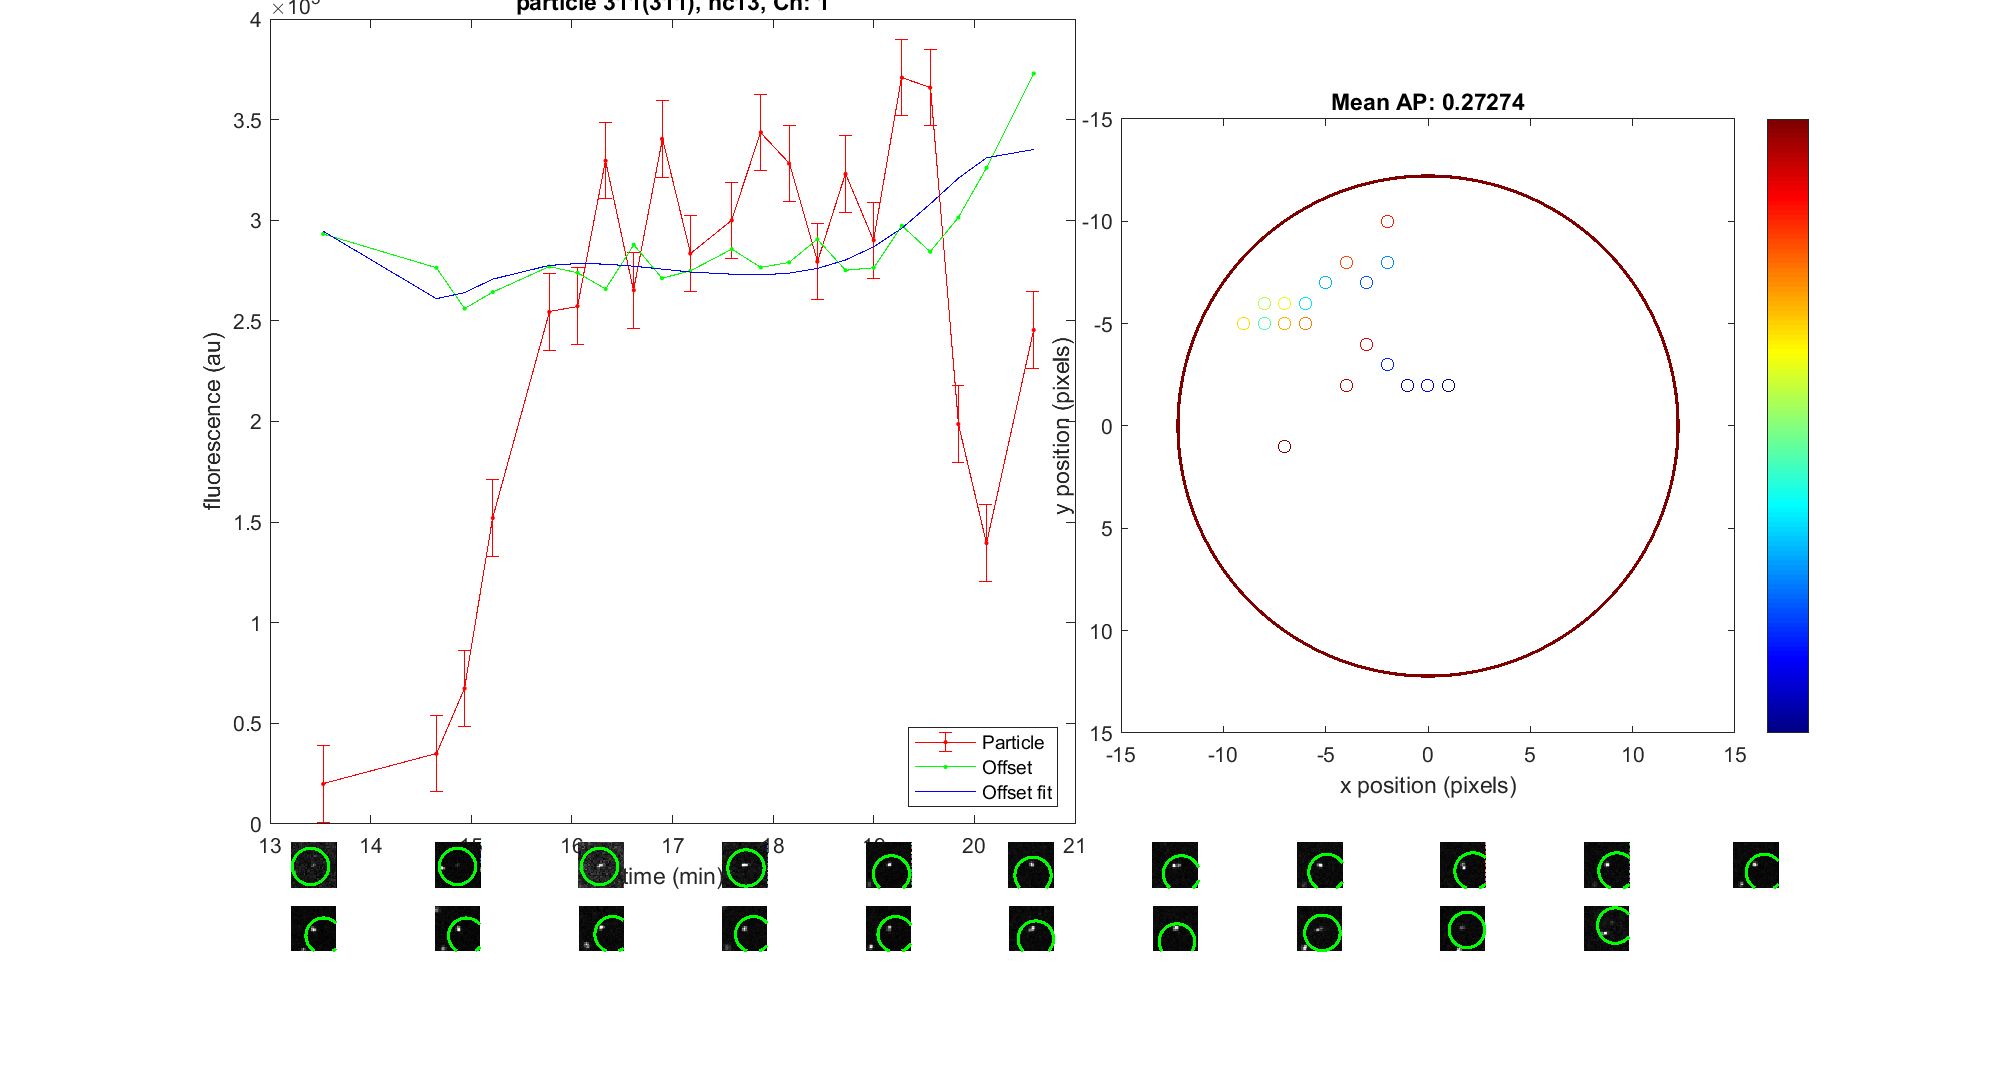 particle 311(311), nc13, Ch: 1
4
3.5
3
2.5
2
1.5
1
0.5
0
fluorescence (au)
13 14 15 16 17 18 19 20 21
time (min)
Particle
Offset
Offset fit
Mean AP: 0.27274
-15
-10
-5
0
5
10
15
y position (pixels)
-15 -10 -5 0 5 10 15
x position (pixels)